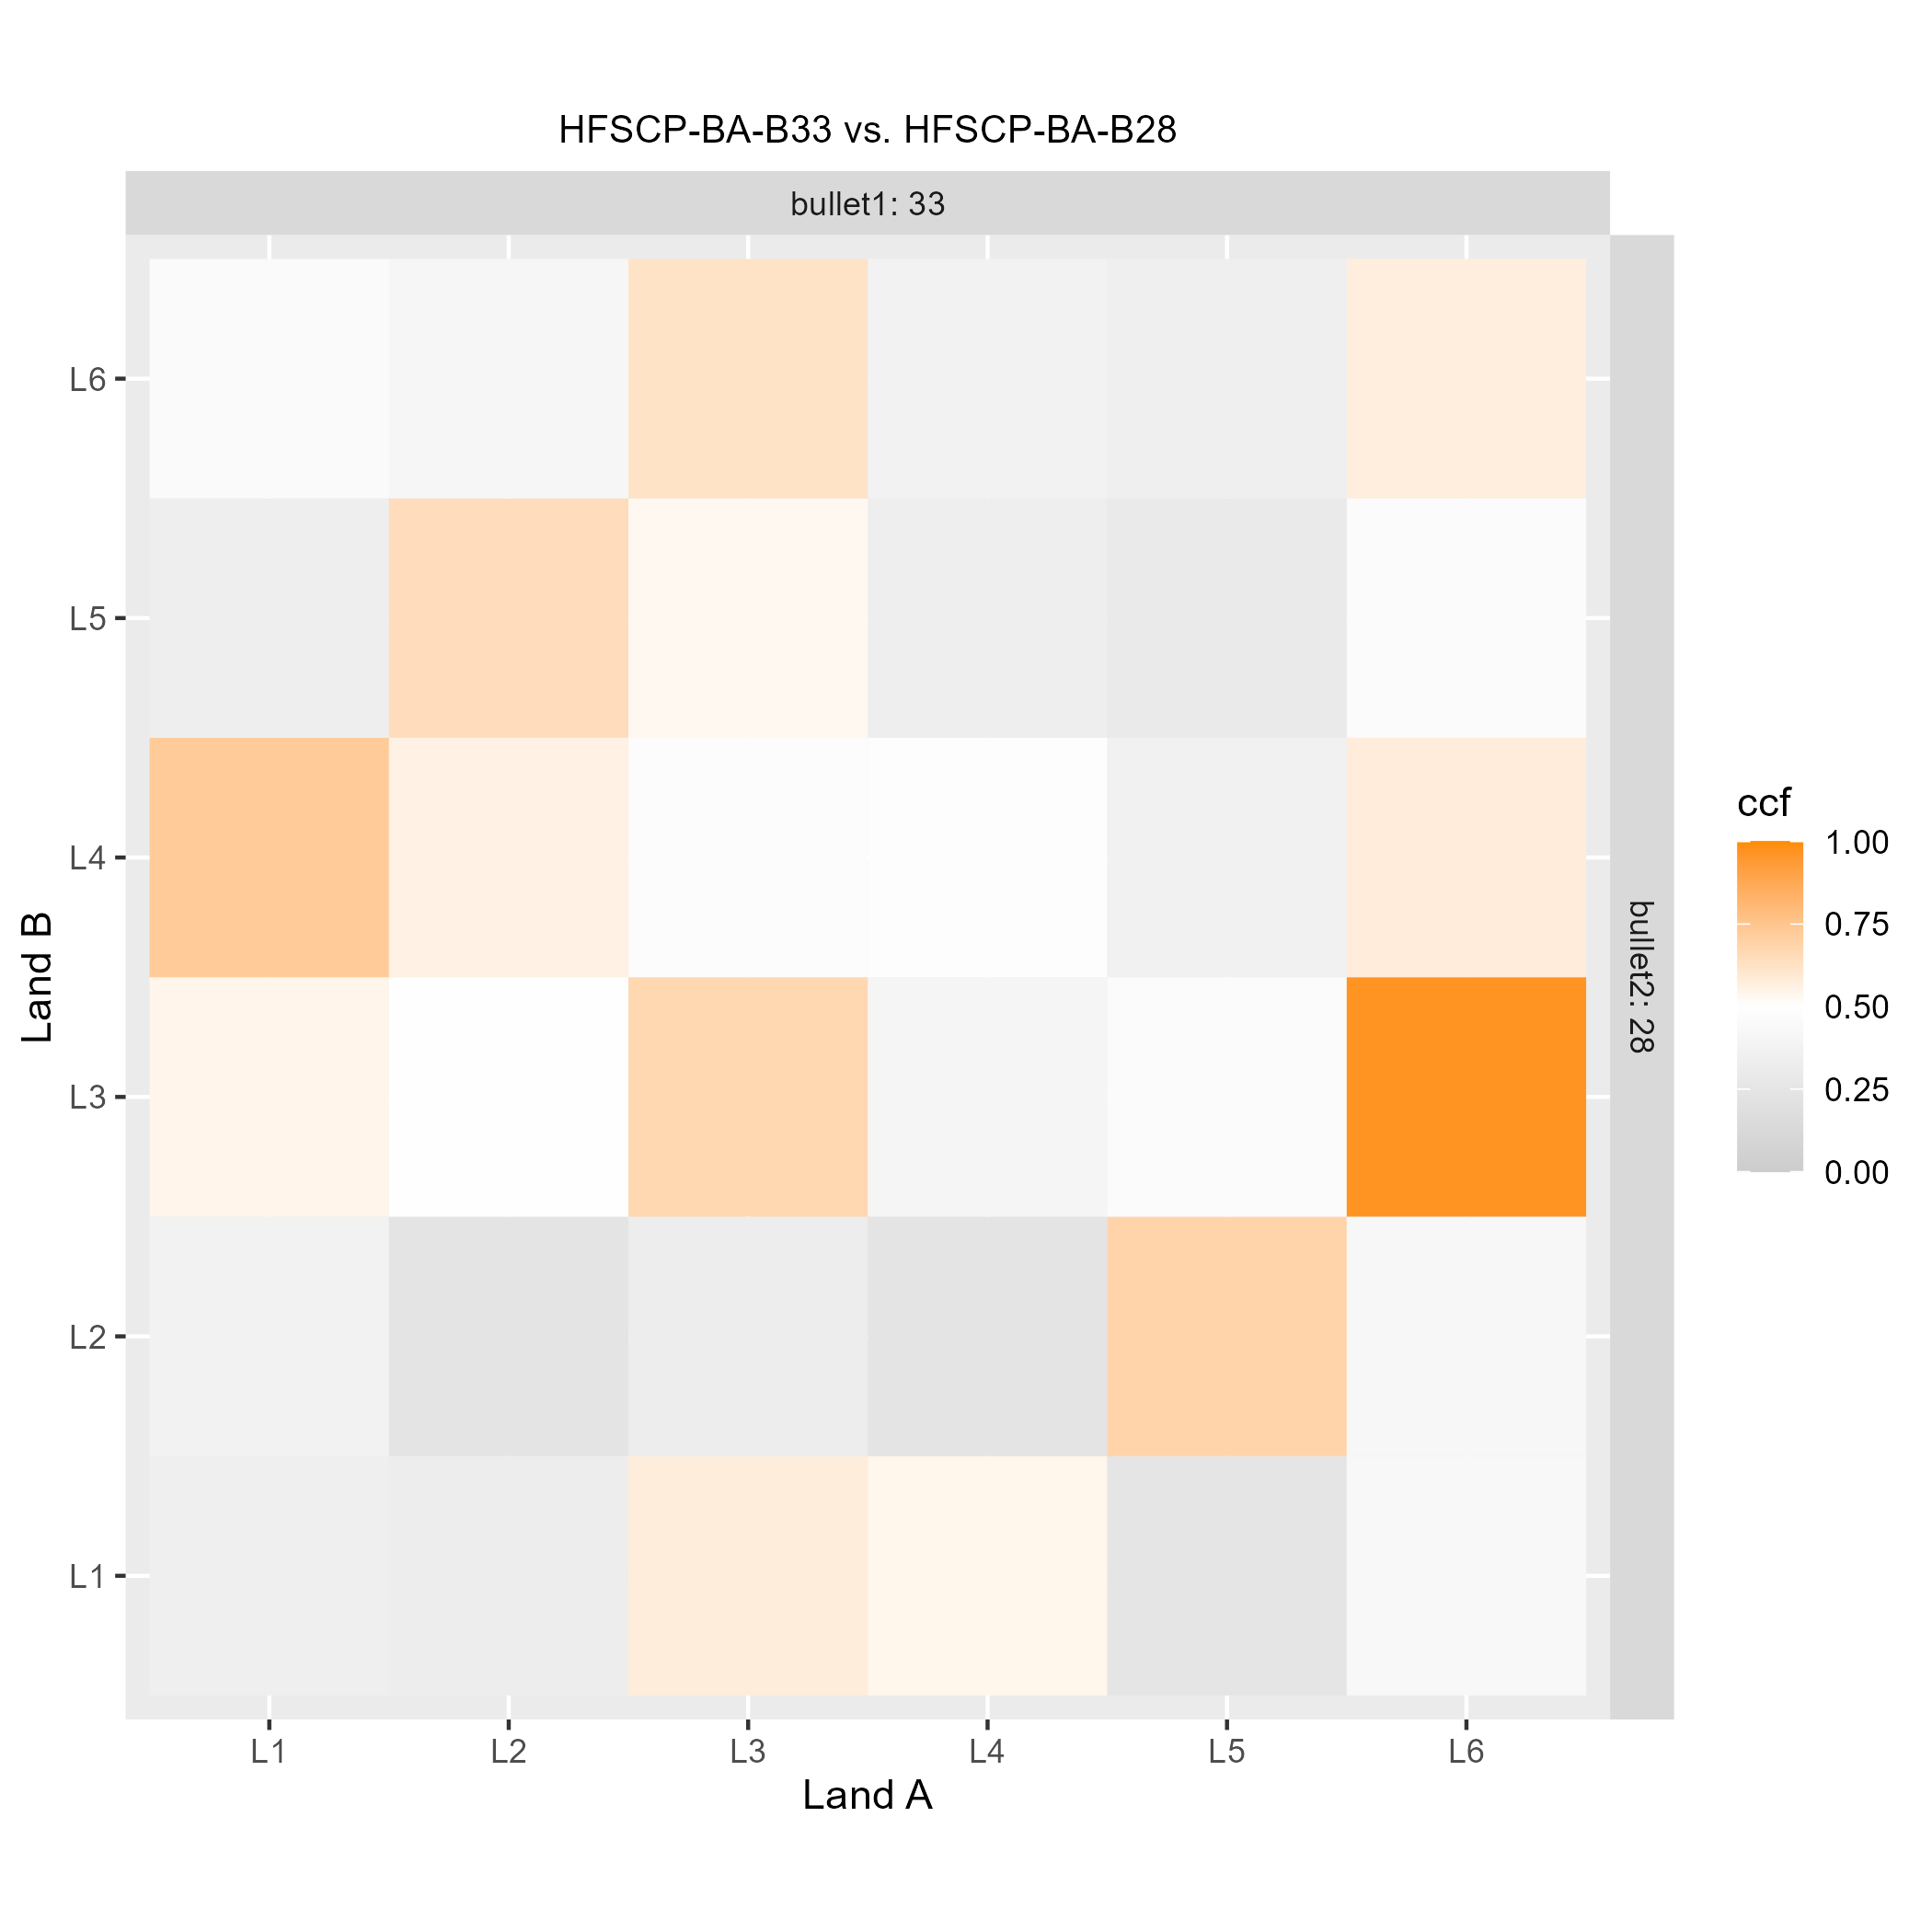 HFSCP-BA-B33 vs. HFSCP-BA-B28
bullet1: 33
L6
L5
L4
L3
L2
L1
Land B
L1 L2 L3 L4 L5 L6
Land A
bullet2: 28
ccf
1.00
0.75
0.50
0.25
0.00